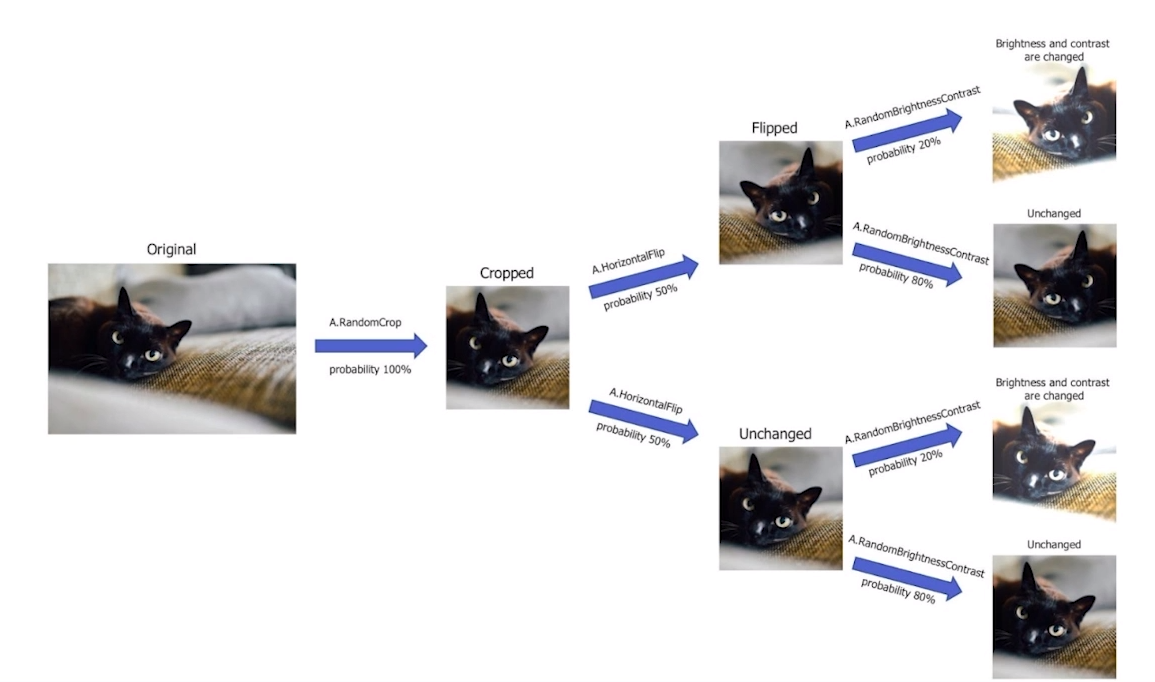 Original
A.RandomCrop
probability 100%
Cropped
A.HorizontalFlip
probability 50%
A.HorizontalFlip
probability 50%
Flipped
Unchanged
A.RandomBrightnessContrast
probability 20%
A.RandomBrightnessContrast
probability 80%
A.RandomBrightnessContrast
probability 20%
A.RandomBrightnessContrast
probability 80%
Brightness and contrast
are changed
Unchanged
Brightness and contrast
are changed
Unchanged